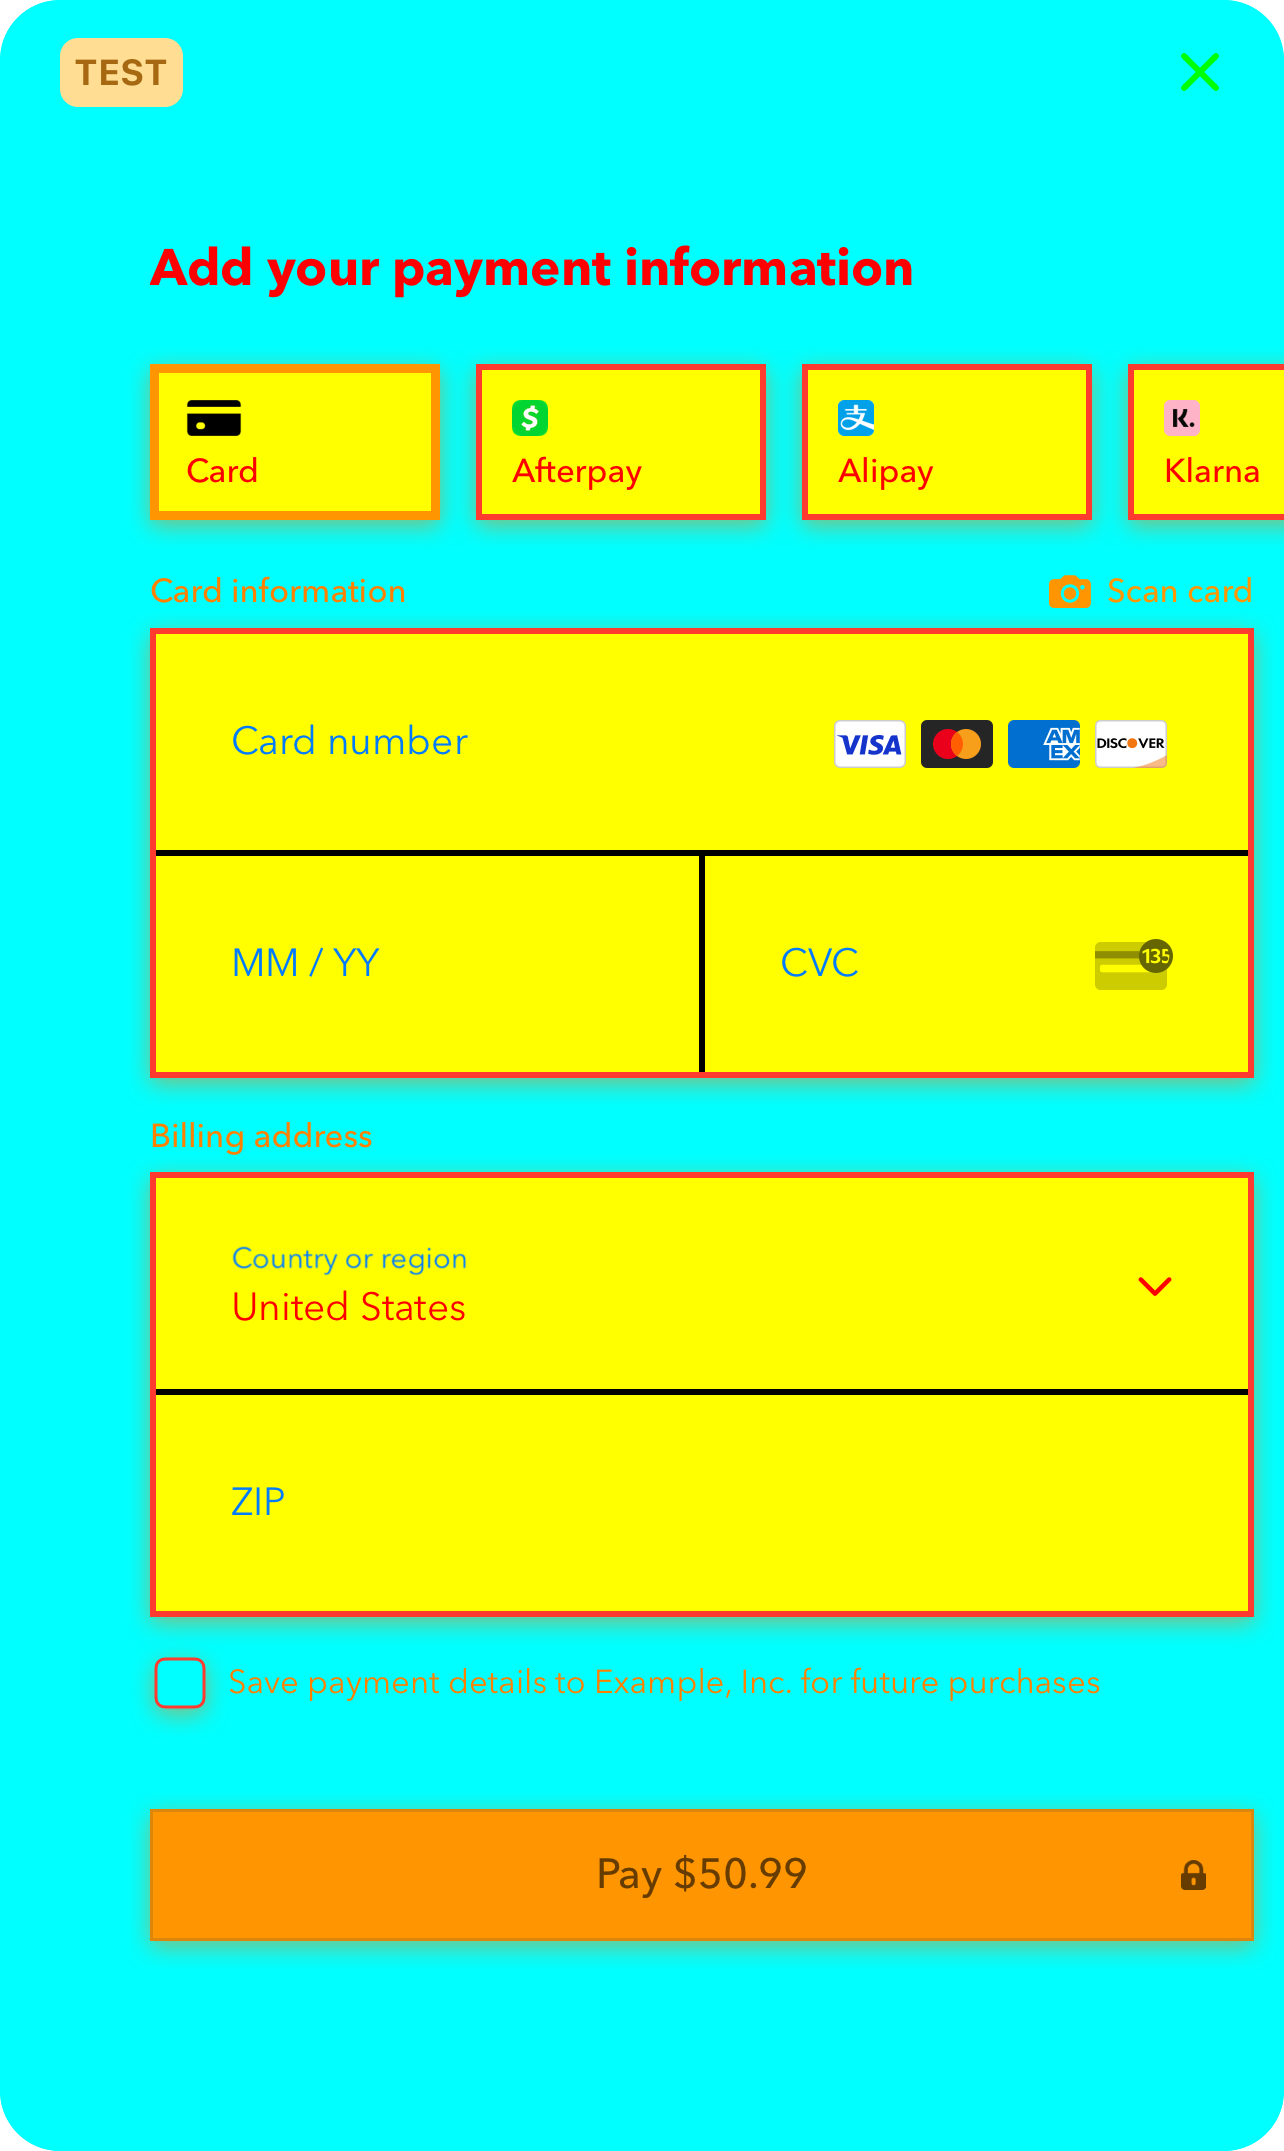 TEST
Add your payment information
Card
$
Afterpay
支
Alipay
K.
Klarna
Card information
Scan card
Card number
VISA
AM
EX
DISCOVER
MM / YY
CVC
135
Billing address
Country or region
United States
ZIP
Save payment details to Example, Inc. for future purchases
Pay $50.99